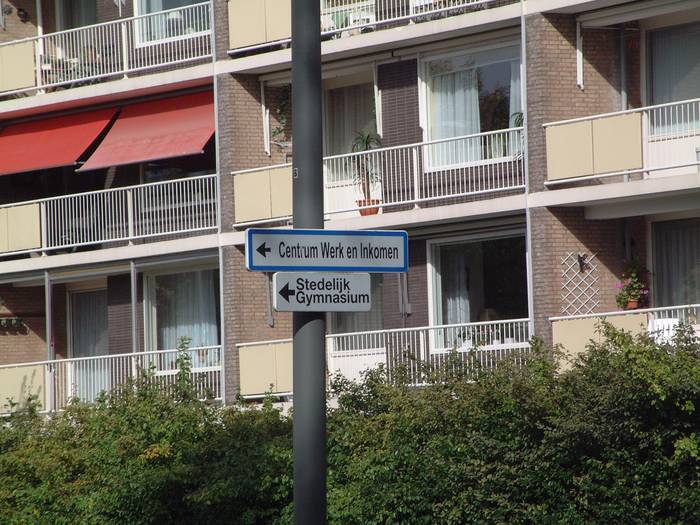 Centrum Werk en Inkomen
Stedelijk
Gymnasium